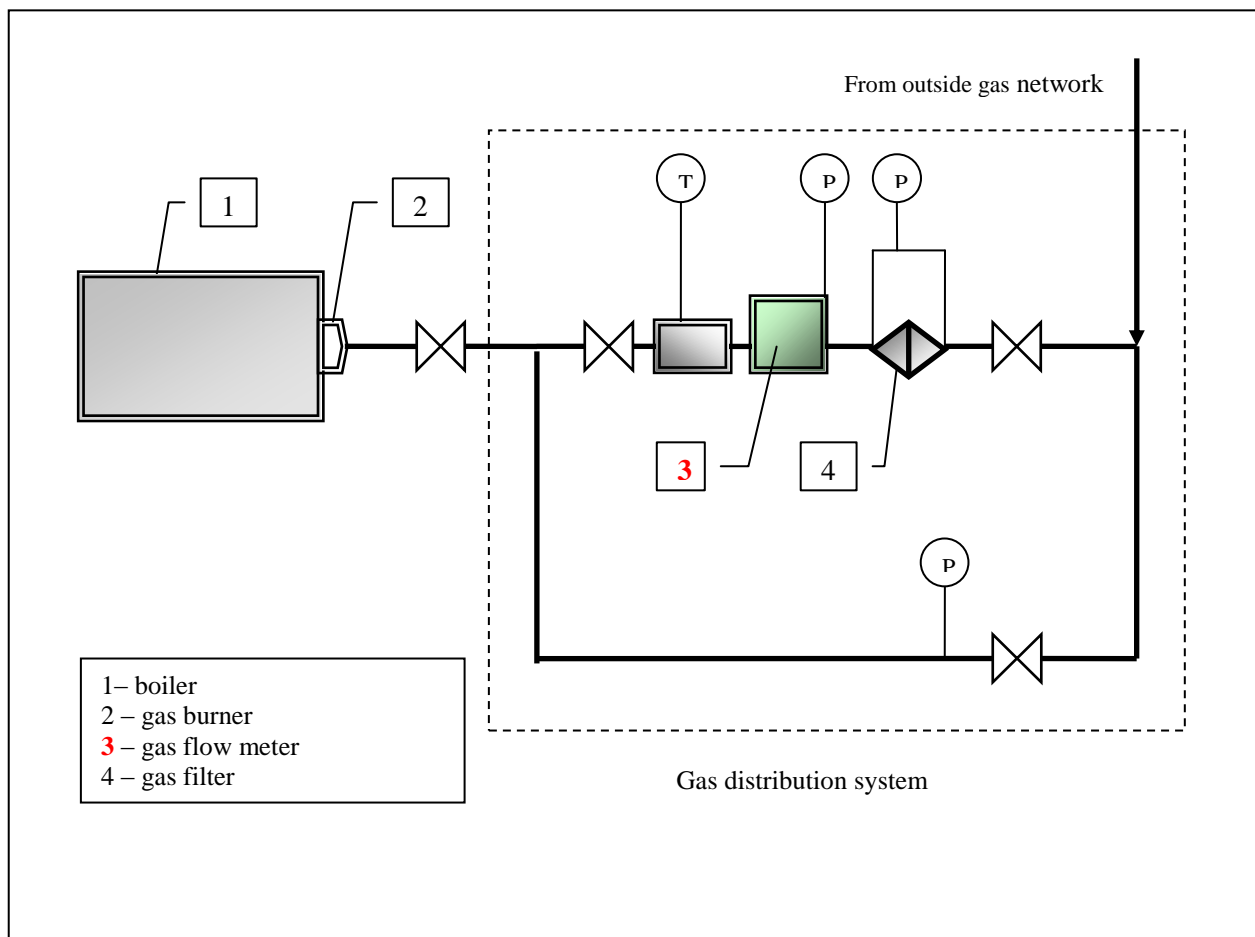 From outside gas network
T
P
P
1
2
3
4
P
1– boiler
2 – gas burner
3 – gas flow meter
4 – gas filter
Gas distribution system